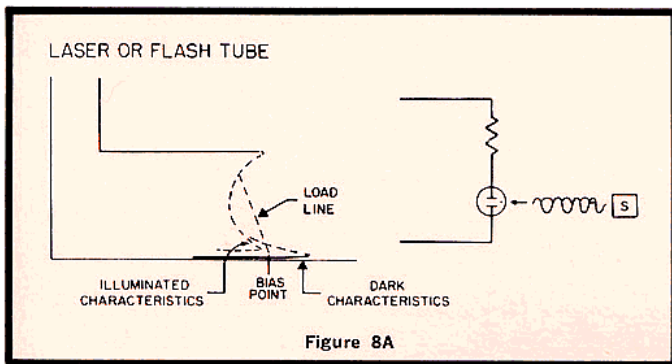 LASER OR FLASH TUBE
LOAD
LINE
S
ILLUMINATED
CHARACTERISTICS
BIAS
POINT
DARK
CHARACTERISTICS
Figure 8A